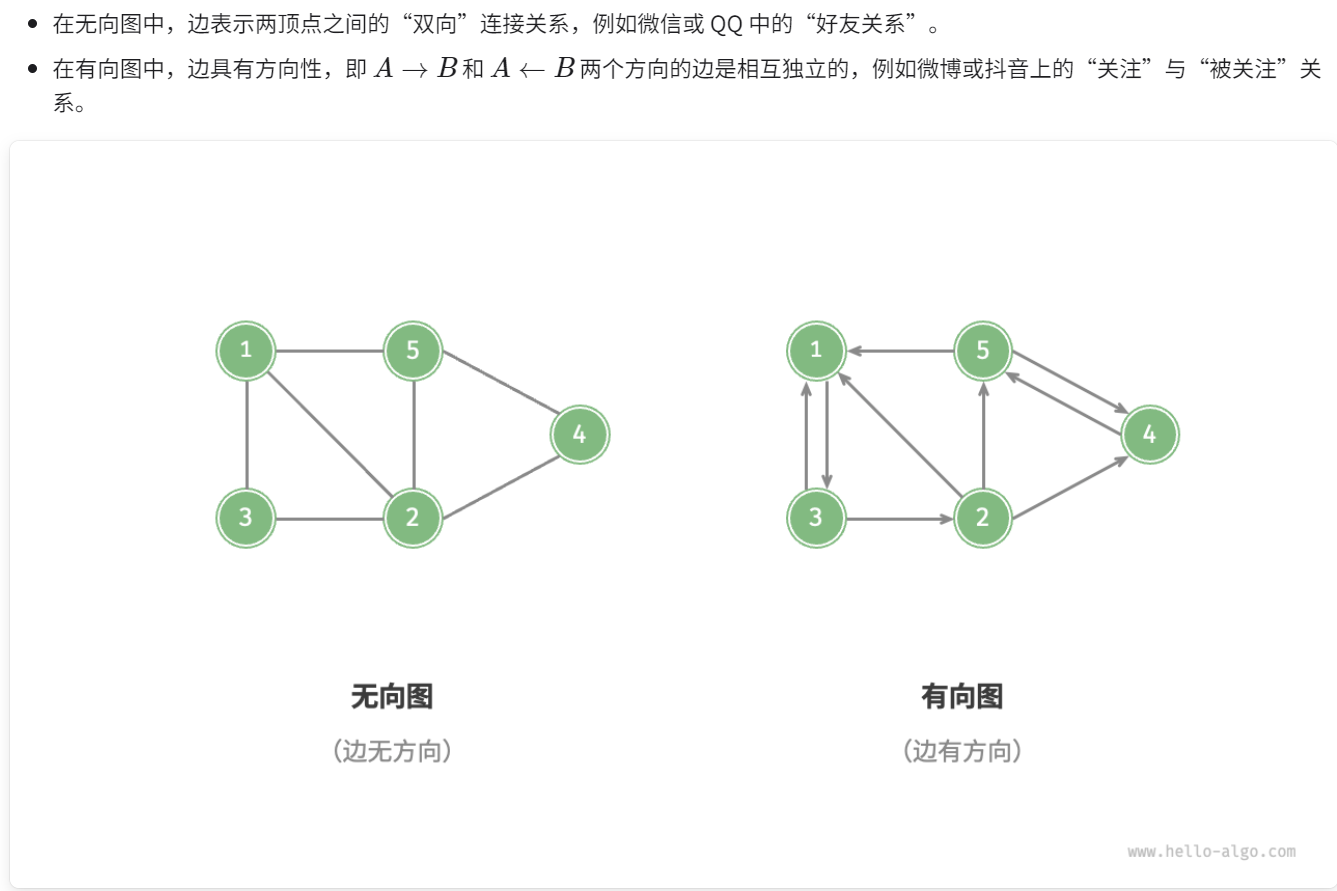 在无向图中，边表示两顶点之间的“双向”连接关系，例如微信或 QQ 中的“好友关系”。
在有向图中，边具有方向性，即 A → B 和 A ← B 两个方向的边是相互独立的，例如微博或抖音上的“关注”与“被关注”关
系。
1 5 1 5
4 4
3 2 3 2
无向图 有向图
（边无方向） （边有方向）
www.hello-algo.com